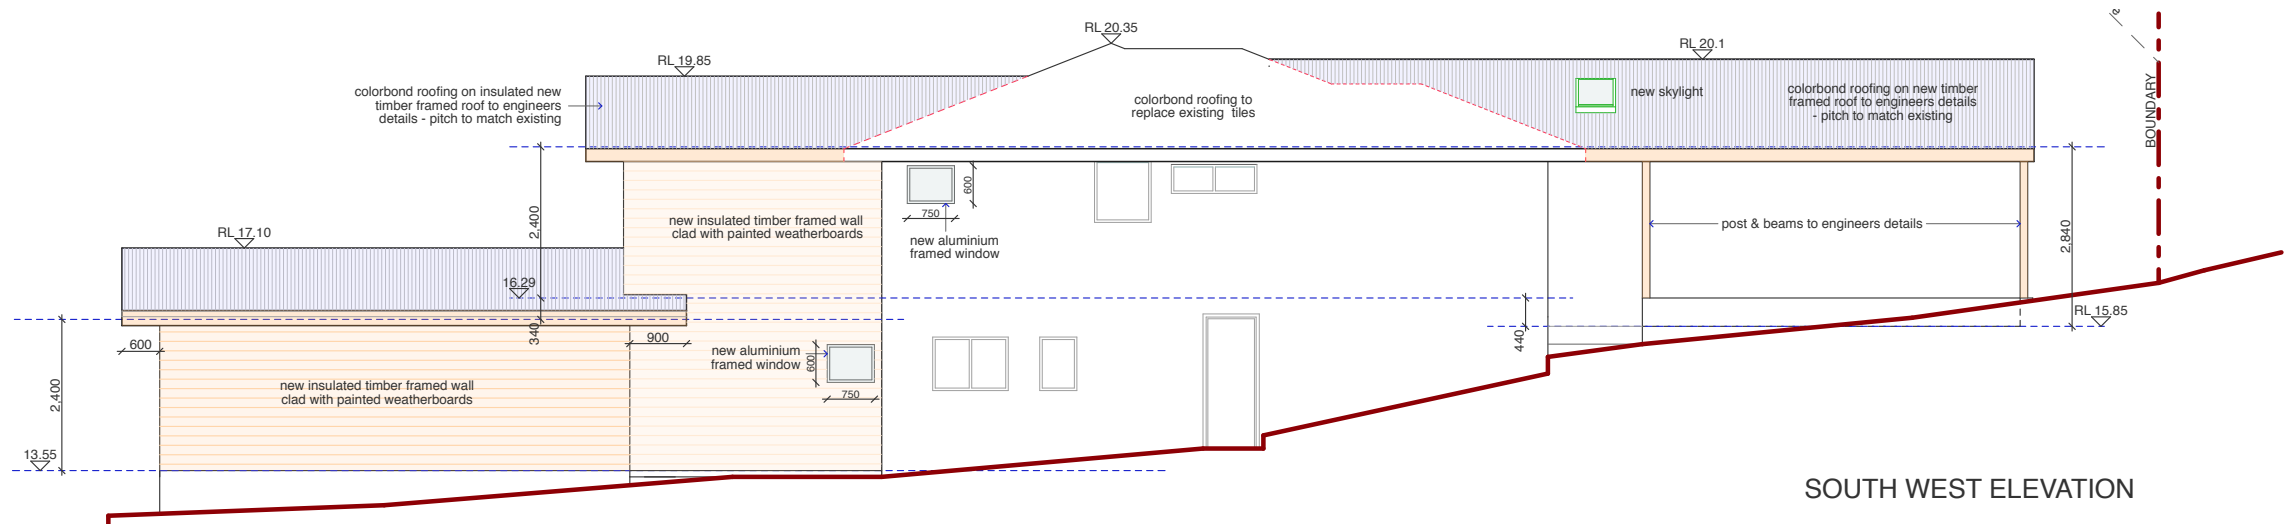 RL 20.35
RL 19.85
RL 20.1
colorbond roofing on insulated new
timber framed roof to engineers
details - pitch to match existing
colorbond roofing to
replace existing tiles
new skylight
colorbond roofing on new timber
framed roof to engineers details
- pitch to match existing
BOUNDARY
2,400
600
750
new aluminium
framed window
new insulated timber framed wall
clad with painted weatherboards
post & beams to engineers details
2,840
RL 17.10
16.29
RL 15.85
340
440
600
900
new aluminium
framed window
600
750
2,400
new insulated timber framed wall
clad with painted weatherboards
13.55
SOUTH WEST ELEVATION